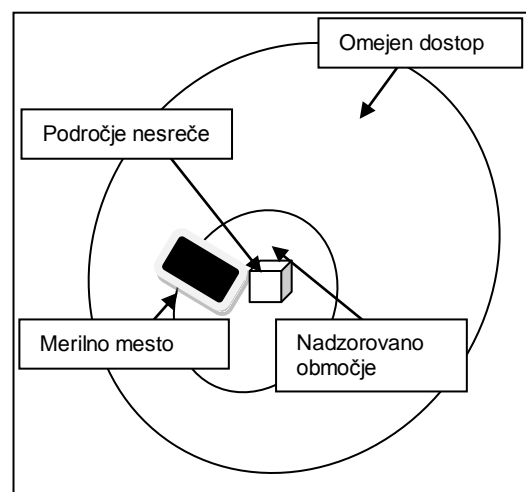 Omejen dostop
Področje nesreče
Merilno mesto
Nadzorovano
območje